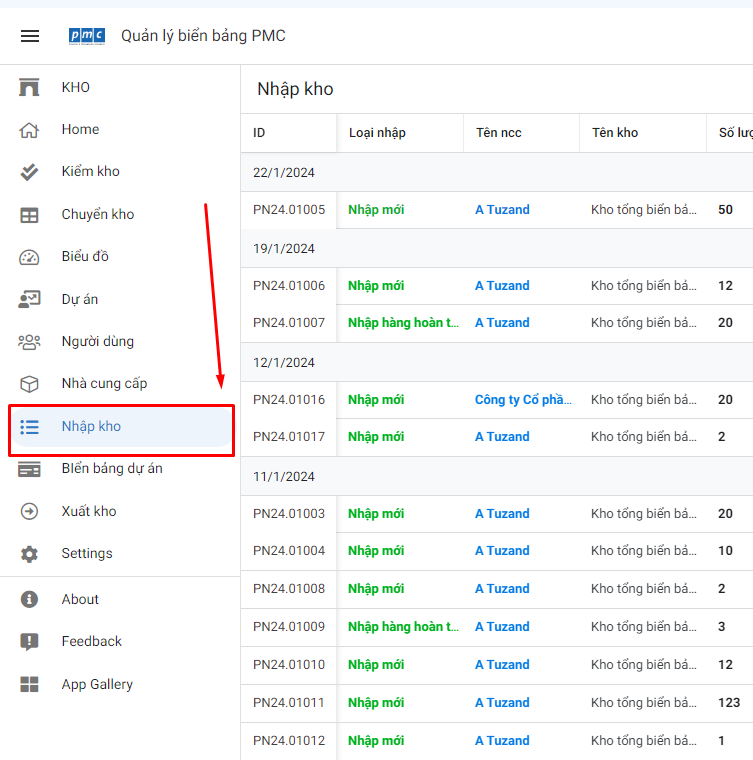 pmc Quản lý biển bảng PMC
KHO
Home
Kiểm kho
Chuyển kho
Biểu đồ
Dự án
Người dùng
Nhà cung cấp
Nhập kho
BIển bảng dự án
Xuất kho
Settings
About
Feedback
App Gallery
Nhập kho
ID Loại nhập Tên ncc Tên kho Số lượ
22/1/2024
PN24.01005 Nhập mới A Tuzand Kho tổng biển bả... 50
19/1/2024
PN24.01006 Nhập mới A Tuzand Kho tổng biển bả... 12
PN24.01007 Nhập hàng hoàn t... A Tuzand Kho tổng biển bả... 20
12/1/2024
PN24.01016 Nhập mới Công ty Cổ phầ... Kho tổng biển bả... 20
PN24.01017 Nhập mới A Tuzand Kho tổng biển bả... 2
11/1/2024
PN24.01003 Nhập mới A Tuzand Kho tổng biển bả... 20
PN24.01004 Nhập mới A Tuzand Kho tổng biển bả... 10
PN24.01008 Nhập mới A Tuzand Kho tổng biển bả... 2
PN24.01009 Nhập hàng hoàn t... A Tuzand Kho tổng biển bả... 3
PN24.01010 Nhập mới A Tuzand Kho tổng biển bả... 12
PN24.01011 Nhập mới A Tuzand Kho tổng biển bả... 123
PN24.01012 Nhập mới A Tuzand Kho tổng biển bả... 1